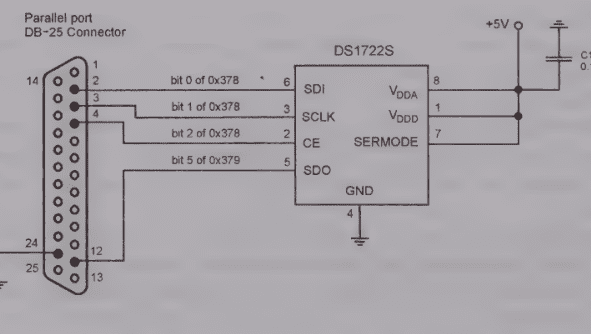 Parallel port
DB-25 Connector
+5V
DS1722S
C1
0.
1
14
2
bit 0 of 0x378
6
SDI
VDDA
8
3
bit 1 of 0x378
3
SCLK
VDDD
1
4
bit 2 of 0x378
2
CE
SERMODE
7
bit 5 of 0x379
5
SDO
GND
4
24
12
25
13